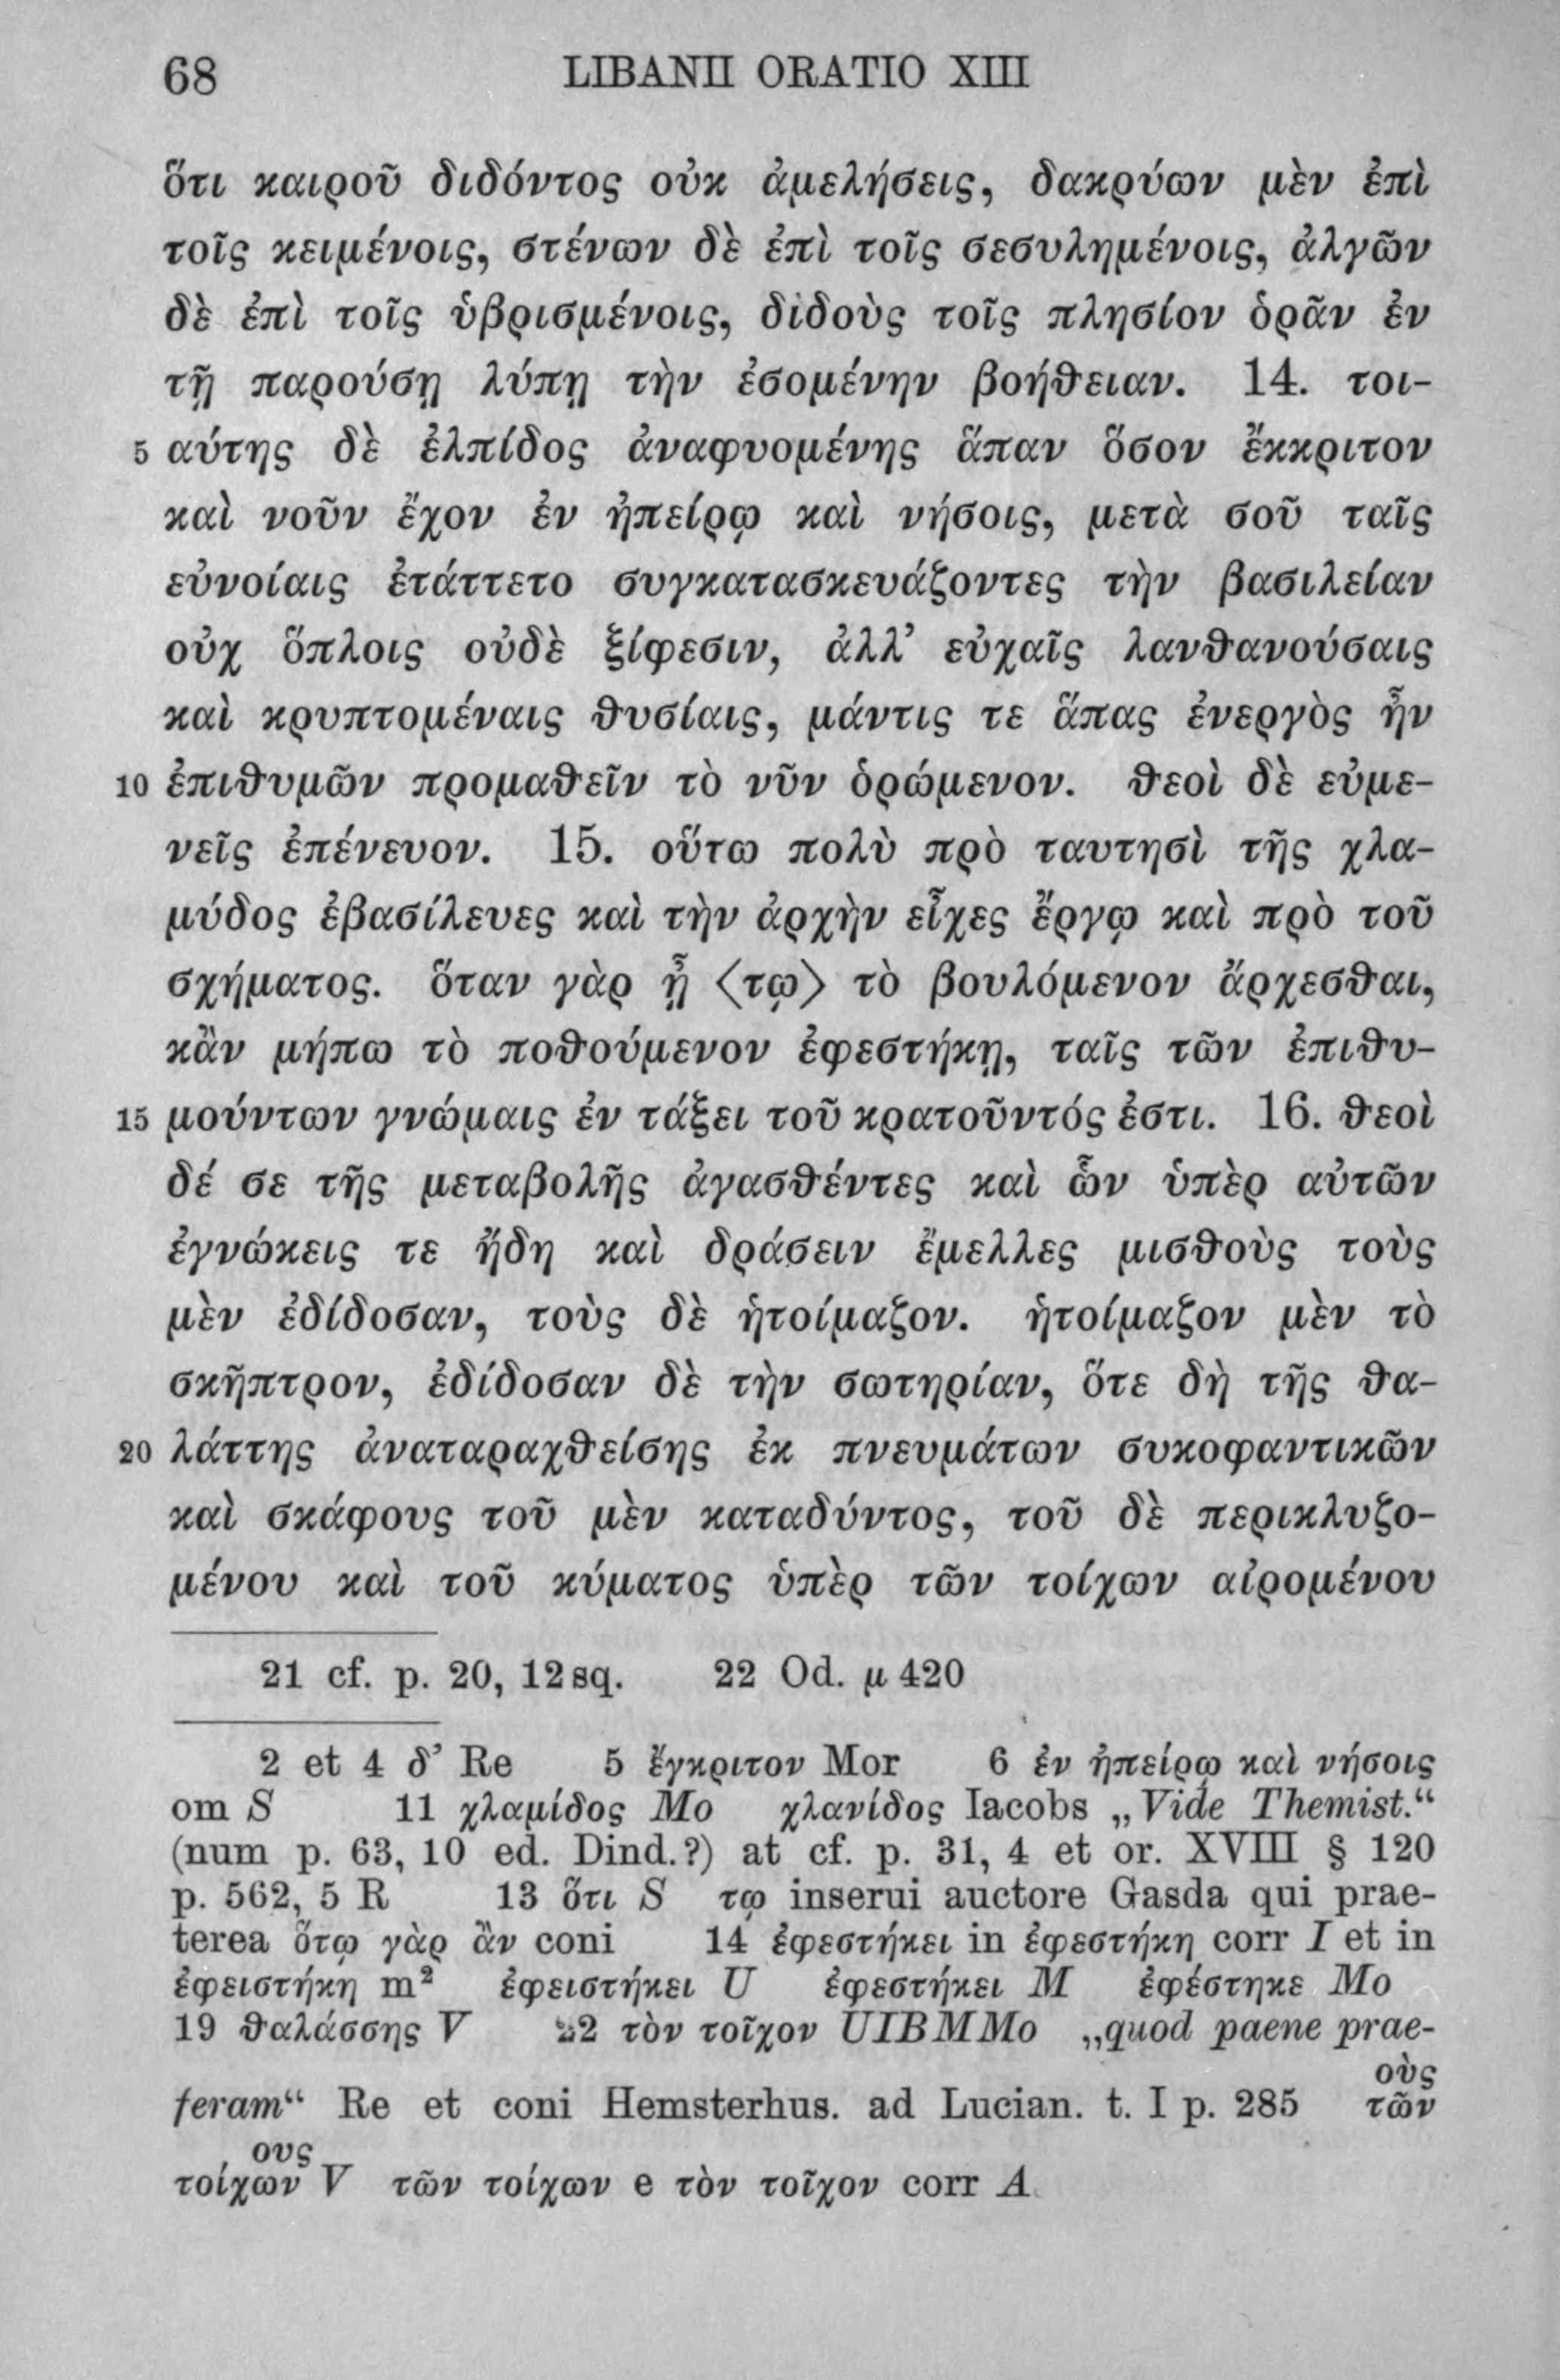 68 LIBANII ORATIO XIII
ὅτι καιροῦ διδόντος οὐκ ἀμελήσεις, δακρύων μὲν ἐπὶ
τοῖς κειμένοις, στένων δὲ ἐπὶ τοῖς σεσυλημένοις, ἀλγῶν
δὲ ἐπὶ τοῖς ὑβρισμένοις, διδοὺς τοῖς πλησίον ὁρᾶν ἐν
τῇ παρούσῃ λύπῃ τὴν ἐσομένην βοήθειαν. 14. τοι-
5 αύτης δὲ ἐλπίδος ἀναφυομένης ἅπαν ὅσον ἔκκριτον
καὶ νοῦν ἔχον ἐν ἠπείρῳ καὶ νήσοις, μετὰ σοῦ ταῖς
εὐνοίαις ἐτάττετο συγκατασκευάζοντες τὴν βασιλείαν
οὐχ ὅπλοις οὐδὲ ξίφεσιν, ἀλλ’ εὐχαῖς λανθανούσαις
καὶ κρυπτομέναις θυσίαις, μάντις τε ἅπας ἐνεργὸς ἦν
10 ἐπιθυμῶν προμαθεῖν τὸ νῦν ὁρώμενον. θεοὶ δὲ εὐμε-
νεῖς ἐπένευον. 15. οὕτω πολὺ πρὸ ταυτησὶ τῆς χλα-
μύδος ἐβασίλευες καὶ τὴν ἀρχὴν εἶχες ἔργῳ καὶ πρὸ τοῦ
σχήματος. ὅταν γὰρ ᾖ ⟨τῳ⟩ τὸ βουλόμενον ἄρχεσθαι,
κἂν μήπω τὸ ποθούμενον ἐφεστήκῃ, ταῖς τῶν ἐπιθυ-
15 μούντων γνώμαις ἐν τάξει τοῦ κρατοῦντός ἐστι. 16. θεοὶ
δέ σε τῆς μεταβολῆς ἀγασθέντες καὶ ὧν ὑπὲρ αὐτῶν
ἐγνώκεις τε ἤδη καὶ δράσειν ἔμελλες μισθοὺς τοὺς
μὲν ἐδίδοσαν, τοὺς δὲ ἡτοίμαζον. ἡτοίμαζον μὲν τὸ
σκῆπτρον, ἐδίδοσαν δὲ τὴν σωτηρίαν, ὅτε δὴ τῆς θα-
20 λάττης ἀναταραχθείσης ἐκ πνευμάτων συκοφαντικῶν
καὶ σκάφους τοῦ μὲν καταδύντος, τοῦ δὲ περικλυζο-
μένου καὶ τοῦ κύματος ὑπὲρ τῶν τοίχων αἰρομένου
21 cf. p. 20, 12 sq. 22 Od. μ 420
2 et 4 δ’ Re 5 ἔγκριτον Mor 6 ἐν ἠπείρῳ καὶ νήσοις
om S 11 χλαμίδος Mo χλανίδος Iacobs „Vide Themist.“
(num p. 63, 10 ed. Dind.?) at cf. p. 31, 4 et or. XVIII § 120
p. 562, 5 R 13 ὅτι S τῳ inserui auctore Gasda qui prae-
terea ὅτῳ γὰρ ἂν coni 14 ἐφεστήκει in ἐφεστήκη corr I et in
ἐφειστήκη m² ἐφειστήκει U ἐφεστήκει M ἐφέστηκε Mo
19 θαλάσσης V 22 τὸν τοῖχον UIBMMo „quod paene prae-
οὺς
feram“ Re et coni Hemsterhus. ad Lucian. t. I p. 285 τῶν
ους
τοίχων V τῶν τοίχων e τὸν τοῖχον corr A